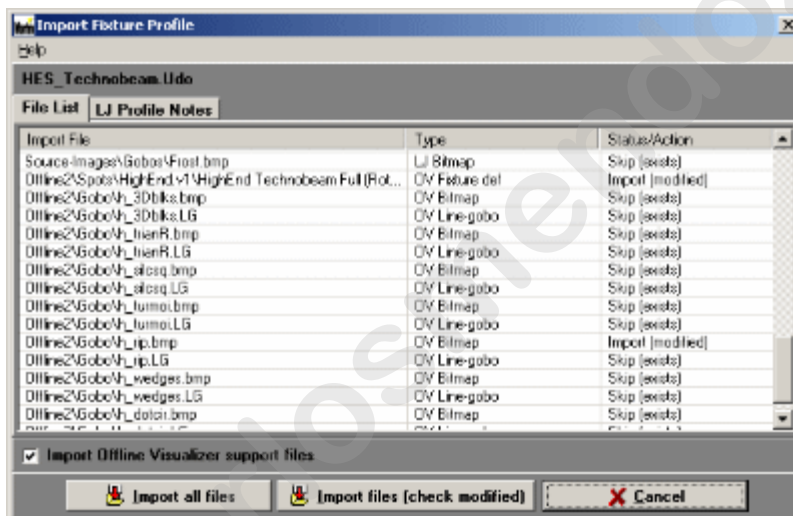 Import Fixture Profile
Help
HES_Technobeam.Udo
File List LJ Profile Notes
Import File Type Status/Action
Source-Images\Gobos\Frost.bmp LJ Bitmap Skip (exists)
Offline2\Spots\HighEnd.v1\HighEnd Technobeam Full (Rot... OV Fixture def Import (modified)
Offline2\Gobo\h_3Dblks.bmp OV Bitmap Skip (exists)
Offline2\Gobo\h_3Dblks.LG OV Line-gobo Skip (exists)
Offline2\Gobo\h_trianR.bmp OV Bitmap Skip (exists)
Offline2\Gobo\h_trianR.LG OV Line-gobo Skip (exists)
Offline2\Gobo\h_slcsq.bmp OV Bitmap Skip (exists)
Offline2\Gobo\h_slcsq.LG OV Line-gobo Skip (exists)
Offline2\Gobo\h_turmoi.bmp OV Bitmap Skip (exists)
Offline2\Gobo\h_turmoi.LG OV Line-gobo Skip (exists)
Offline2\Gobo\h_rip.bmp OV Bitmap Import (modified)
Offline2\Gobo\h_rip.LG OV Line-gobo Skip (exists)
Offline2\Gobo\h_wedges.bmp OV Bitmap Skip (exists)
Offline2\Gobo\h_wedges.LG OV Line-gobo Skip (exists)
Offline2\Gobo\h_dotcir.bmp OV Bitmap Skip (exists)
Import Offline Visualizer support files
Import all files Import files (check modified) Cancel